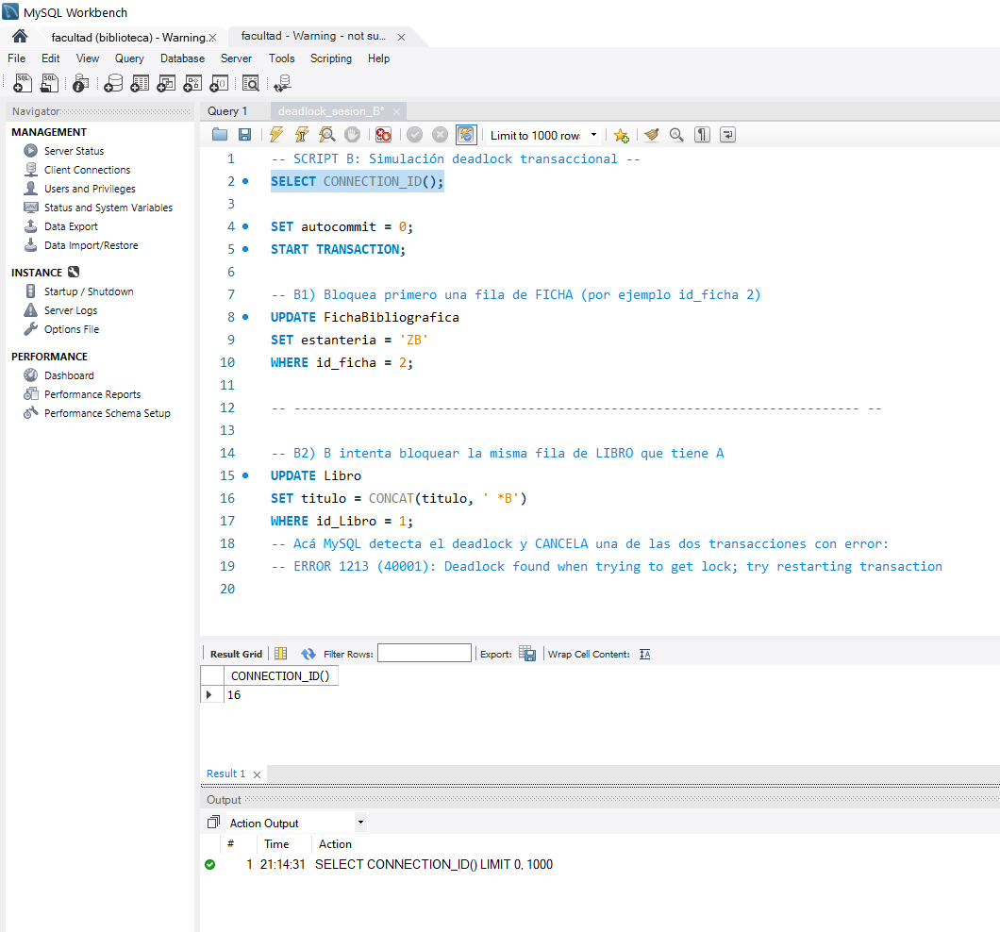 MySQL Workbench
facultad (biblioteca) - Warning.
facultad - Warning - not su...
File Edit View Query Database Server Tools Scripting Help
Navigator
MANAGEMENT
Server Status
Client Connections
Users and Privileges
Status and System Variables
Data Export
Data Import/Restore
INSTANCE
Startup / Shutdown
Server Logs
Options File
PERFORMANCE
Dashboard
Performance Reports
Performance Schema Setup
Query 1
deadlock_sesion_B*
Limit to 1000 row
1 -- SCRIPT B: Simulación deadlock transaccional --
2 SELECT CONNECTION_ID();
3
4 SET autocommit = 0;
5 START TRANSACTION;
6
7 -- B1) Bloquea primero una fila de FICHA (por ejemplo id_ficha 2)
8 UPDATE FichaBibliografica
9 SET estanteria = 'ZB'
10 WHERE id_ficha = 2;
11
12 -- --------------------------------------------------------------------------- --
13
14 -- B2) B intenta bloquear la misma fila de LIBRO que tiene A
15 UPDATE Libro
16 SET titulo = CONCAT(titulo, ' *B')
17 WHERE id_Libro = 1;
18 -- Acá MySQL detecta el deadlock y CANCELA una de las dos transacciones con error:
19 -- ERROR 1213 (40001): Deadlock found when trying to get lock; try restarting transaction
20
Result Grid Filter Rows: Export: Wrap Cell Content:
CONNECTION_ID()
16
Result 1
Output
Action Output
# Time Action
1 21:14:31 SELECT CONNECTION_ID() LIMIT 0, 1000